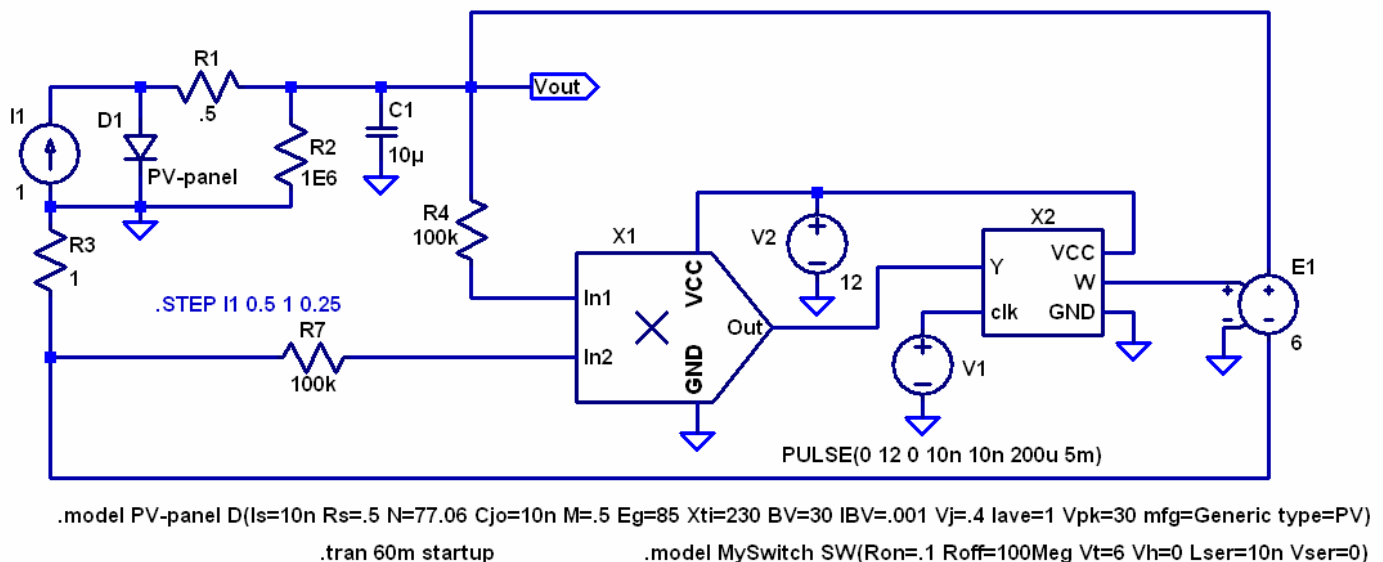 R1
.5
Vout
I1
D1
C1
R2
10µ
PV-panel
1
1E6
R4
100k
R3
1
X1
V2
X2
VCC
VCC
Y
W
E1
+
-
12
.STEP I1 0.5 1 0.25
In1
clk
GND
R7
Out
6
100k
In2
GND
V1
PULSE(0 12 0 10n 10n 200u 5m)
.model PV-panel D(Is=10n Rs=.5 N=77.06 Cjo=10n M=.5 Eg=85 Xti=230 BV=30 IBV=.001 Vj=.4 Iave=1 Vpk=30 mfg=Generic type=PV)
.tran 60m startup
.model MySwitch SW(Ron=.1 Roff=100Meg Vt=6 Vh=0 Lser=10n Vser=0)